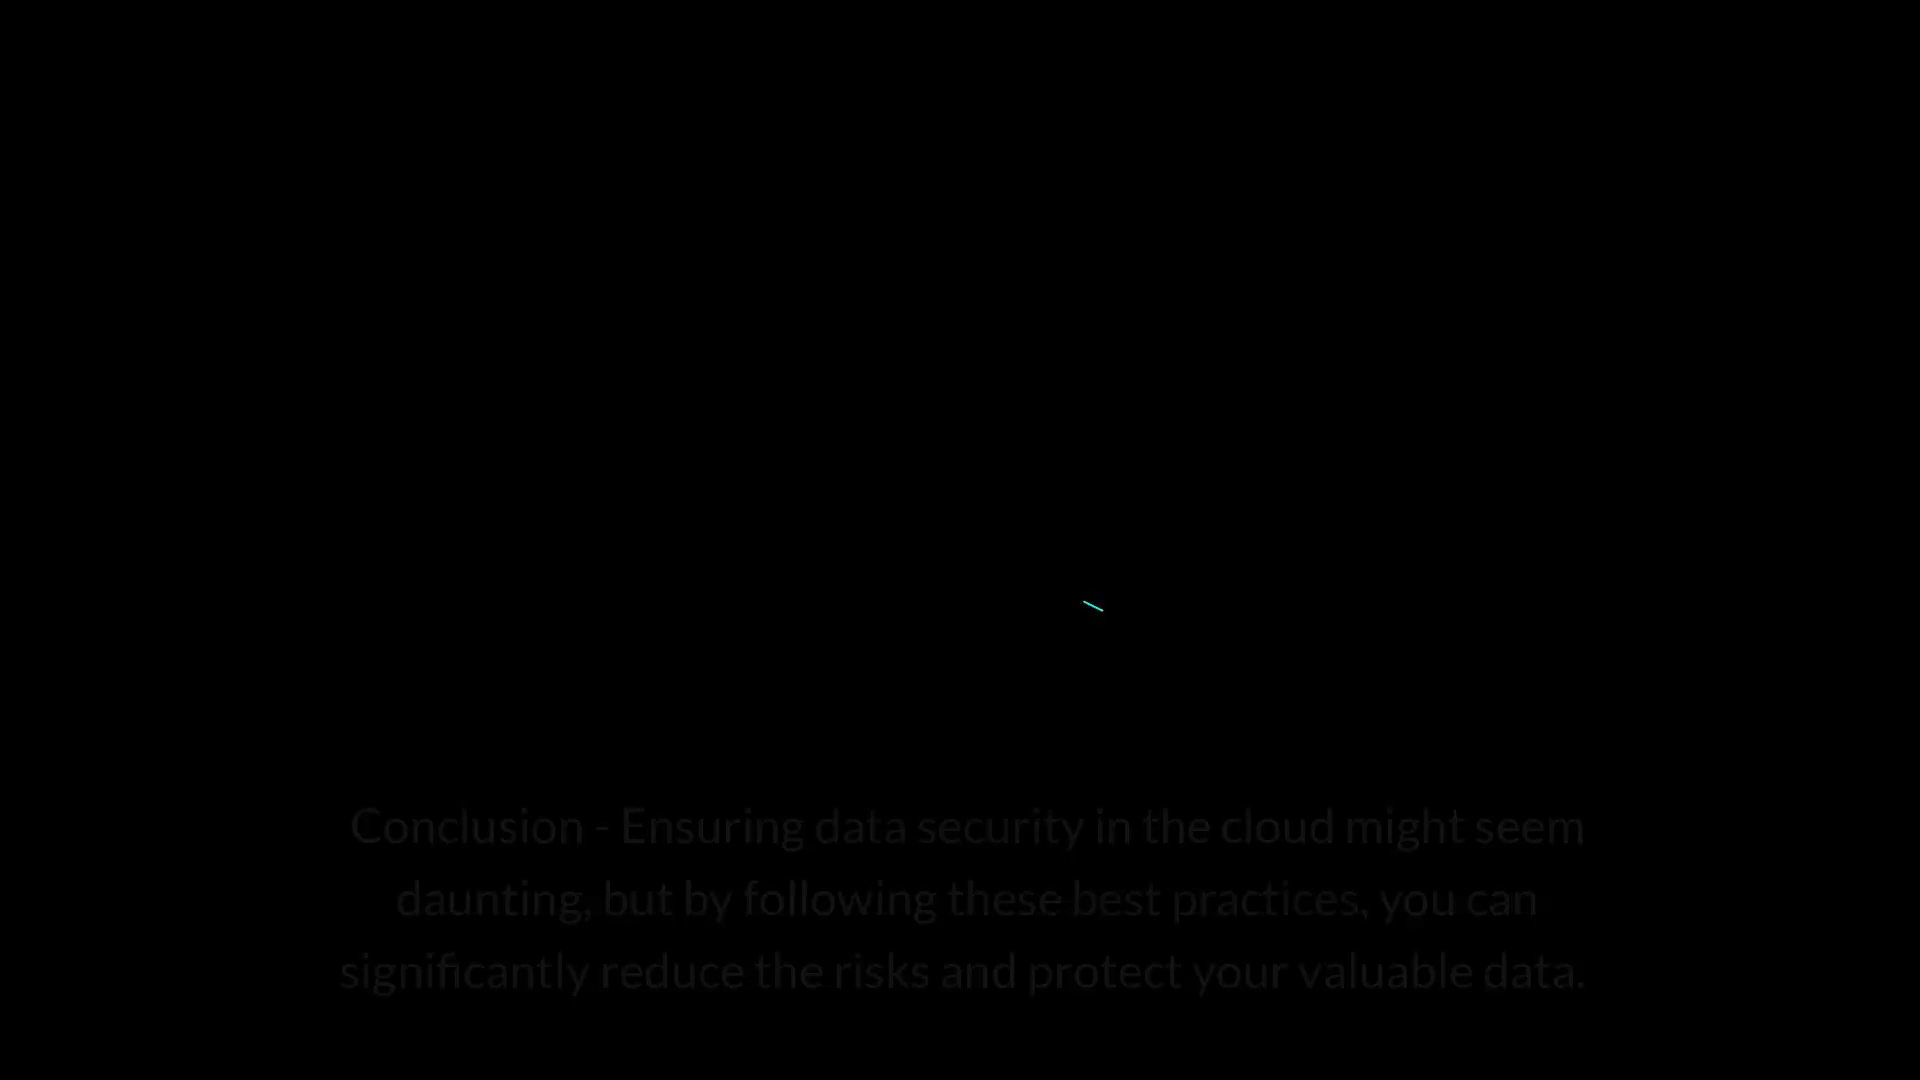 Conclusion - Ensuring data security in the cloud might seem
daunting, but by following these best practices, you can
significantly reduce the risks and protect your valuable data.